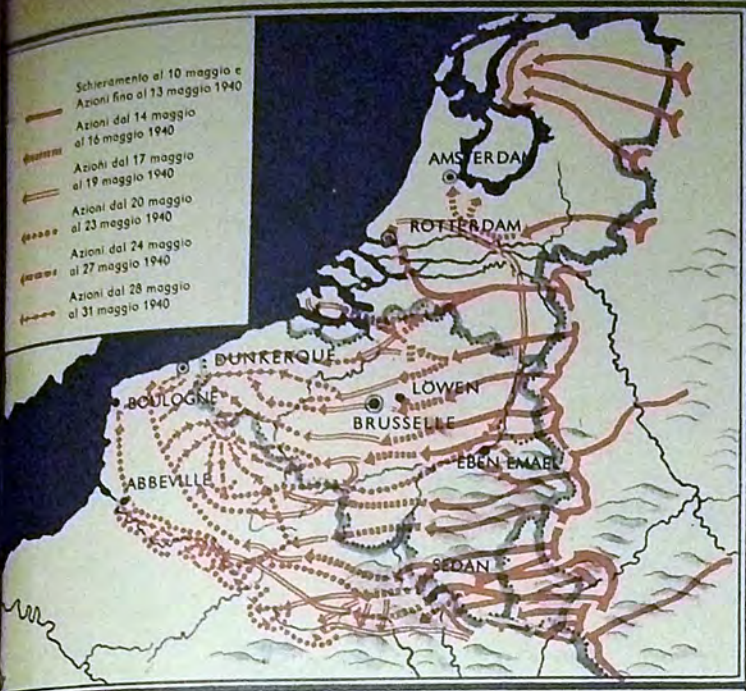 Schieramento al 10 maggio e
Azioni fino al 13 maggio 1940
Azioni dal 14 maggio
al 16 maggio 1940
Azioni dal 17 maggio
al 19 maggio 1940
Azioni dal 20 maggio
al 23 maggio 1940
Azioni dal 24 maggio
al 27 maggio 1940
Azioni dal 28 maggio
al 31 maggio 1940
AMSTERDAM
ROTTERDAM
DUNKERQUE
BOULOGNE
LÖWEN
BRUSSELLE
EBEN EMAEL
ABBEVILLE
SEDAN